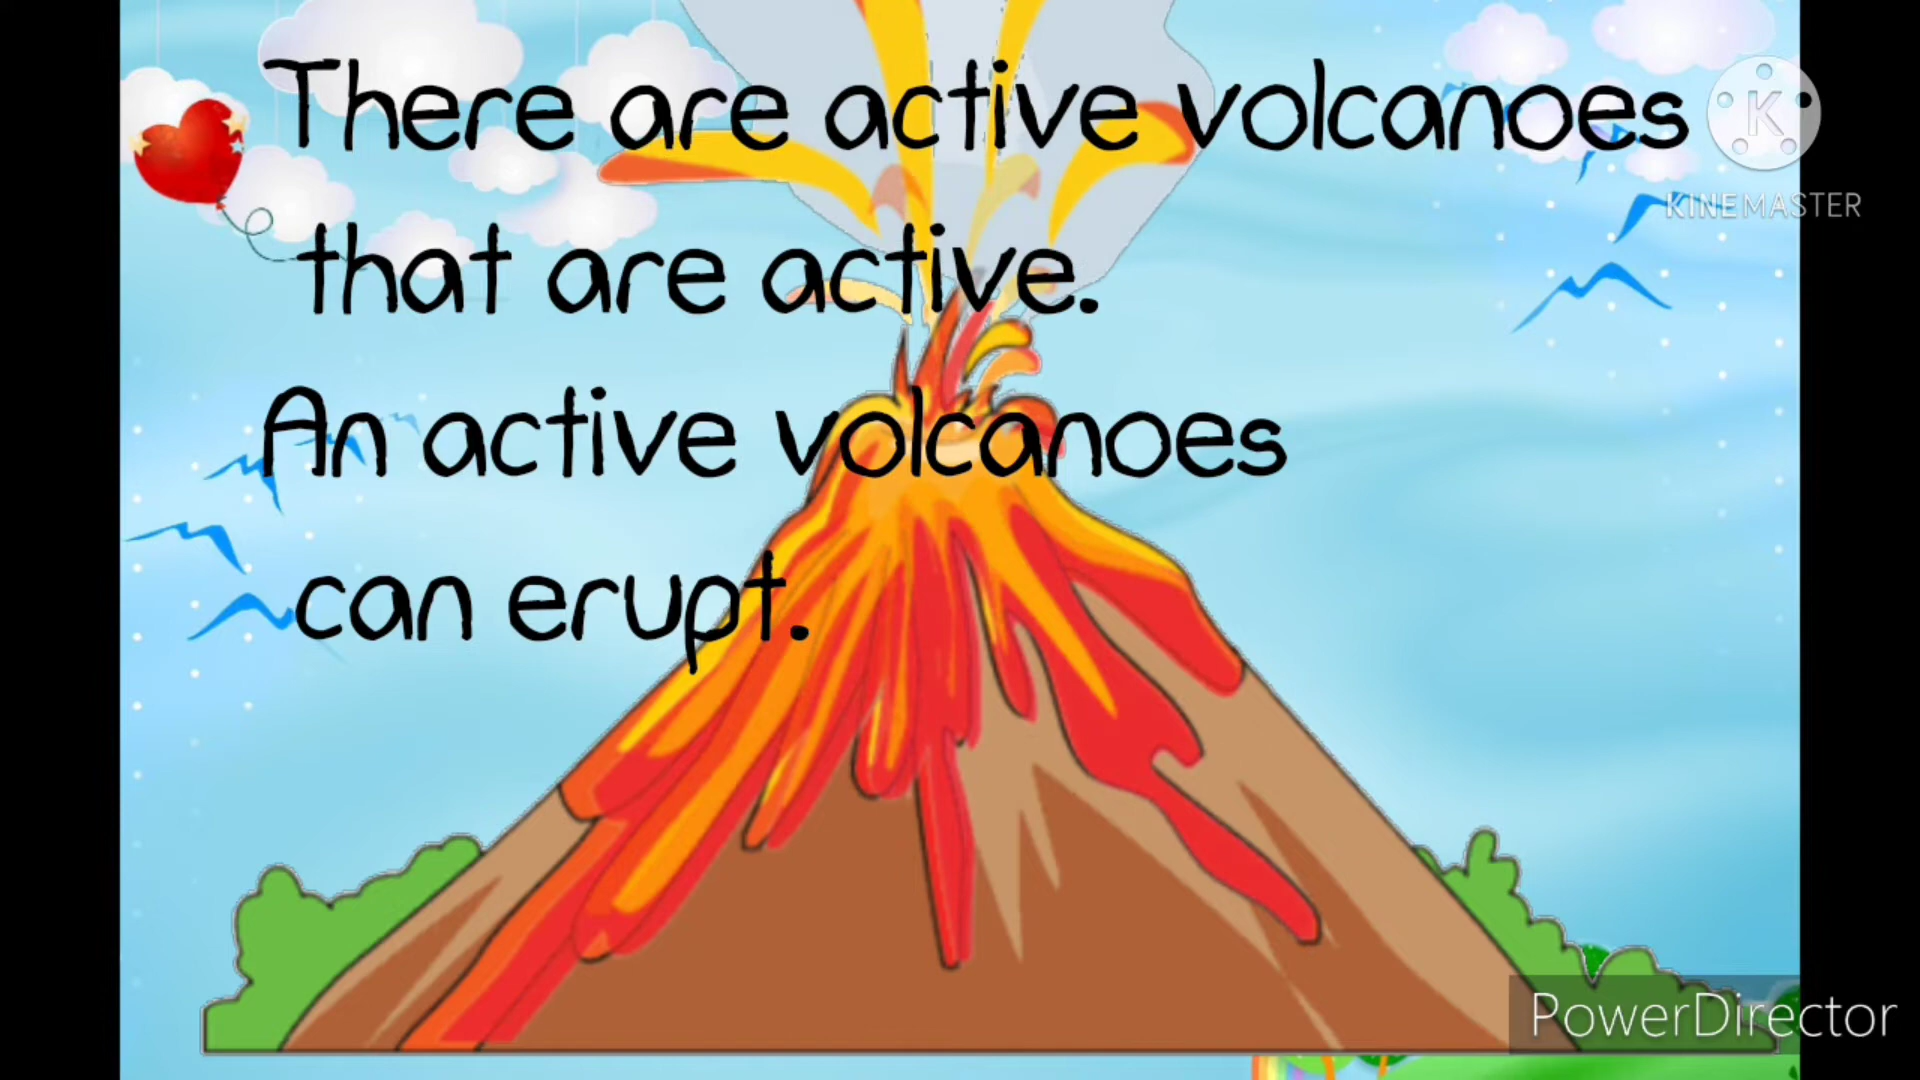 There are active volcanoes
that are active.
An active volcanoes
can erupt.
K
KINEMASTER
PowerDirector